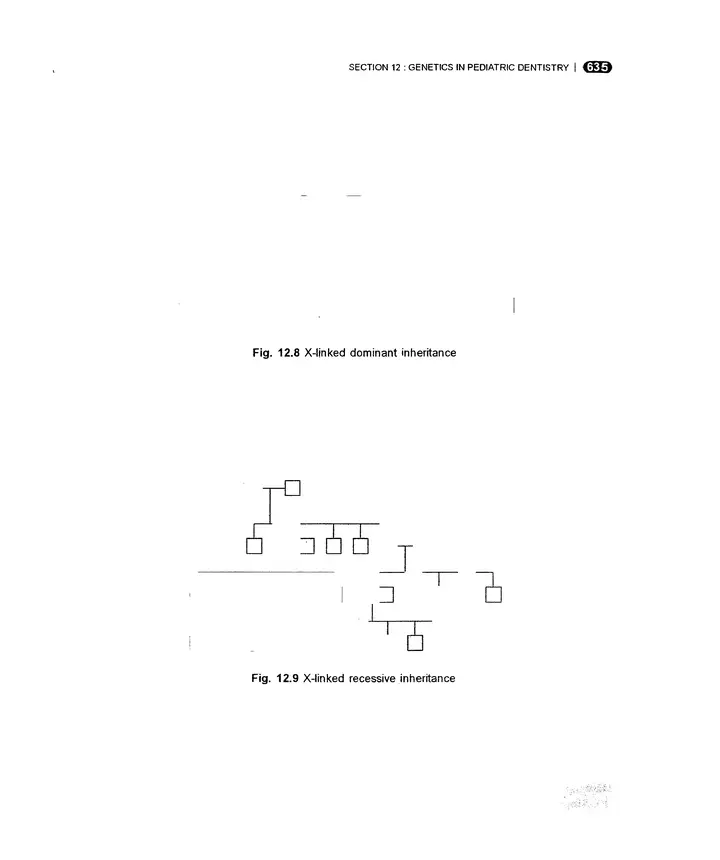 SECTION 12 : GENETICS IN PEDIATRIC DENTISTRY | 635
Fig. 12.8 X-linked dominant inheritance
Fig. 12.9 X-linked recessive inheritance